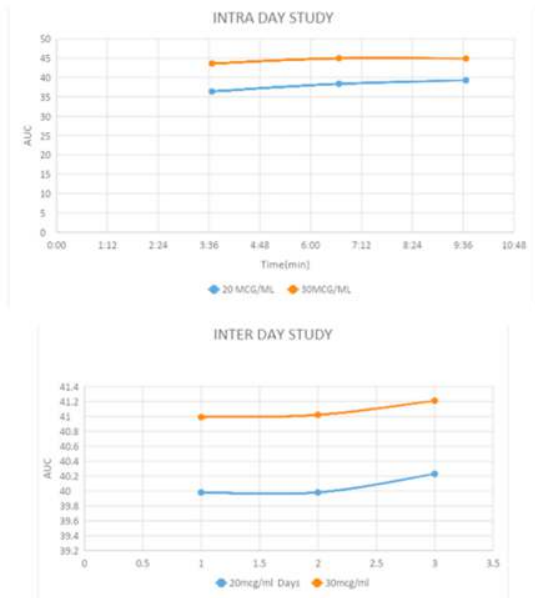 INTRA DAY STUDY
50
45
40
35
30
25
20
15
10
5
0
AUC
0:00 1:12 2:24 3:36 4:48 6:00 7:12 8:24 9:36 10:48
Time(min)
20 MCG/ML 30MCG/ML
INTER DAY STUDY
41.4
41.2
41
40.8
40.6
40.4
40.2
40
39.8
39.6
39.4
39.2
AUC
0 0.5 1 1.5 2 2.5 3 3.5
20mcg/ml Days 30mcg/ml